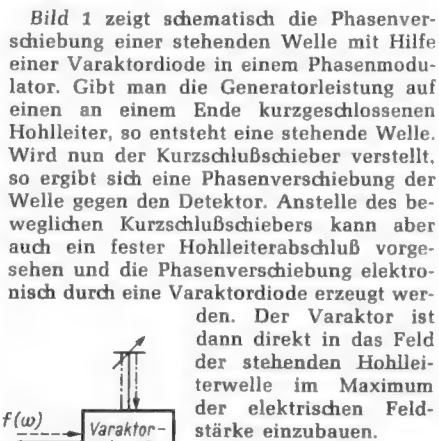 Bild 1 zeigt schematisch die Phasenver-
schiebung einer stehenden Welle mit Hilfe
einer Varaktordiode in einem Phasenmodu-
lator. Gibt man die Generatorleistung auf
einen an einem Ende kurzgeschlossenen
Hohlleiter, so entsteht eine stehende Welle.
Wird nun der Kurzschlußschieber verstellt,
so ergibt sich eine Phasenverschiebung der
Welle gegen den Detektor. Anstelle des be-
weglichen Kurzschlußschiebers kann aber
auch ein fester Hohlleiterabschluß vorge-
sehen und die Phasenverschiebung elektro-
nisch durch eine Varaktordiode erzeugt wer-
den. Der Varaktor ist
dann direkt in das Feld
der stehenden Hohllei-
terwelle im Maximum
der elektrischen Feld-
stärke einzubauen.
f(ω)
Varaktor-